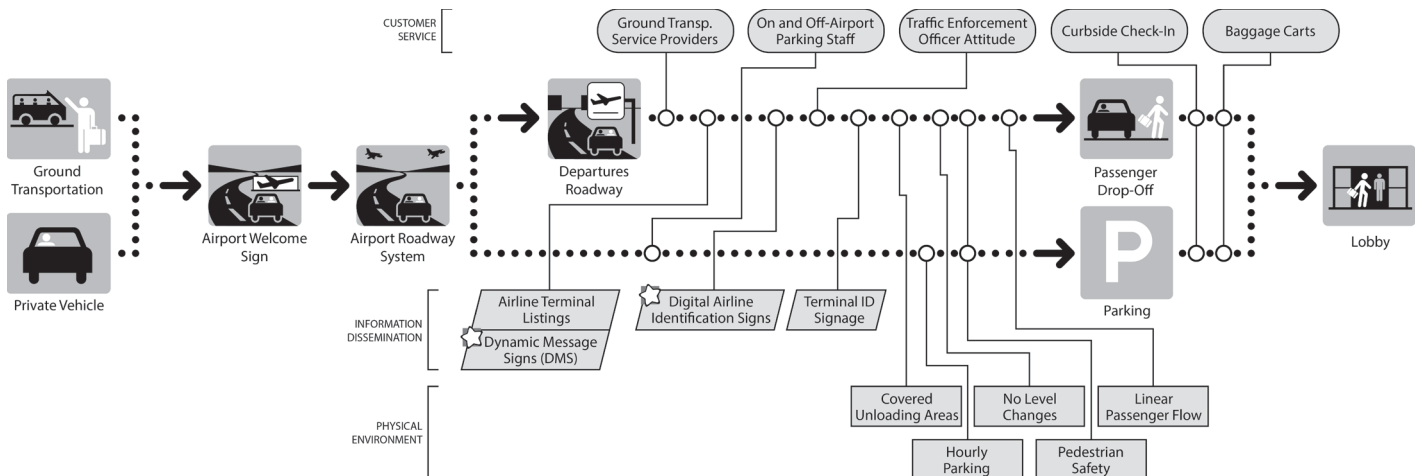 CUSTOMER
SERVICE
Ground Transp.
Service Providers
On and Off-Airport
Parking Staff
Traffic Enforcement
Officer Attitude
Curbside Check-In
Baggage Carts
Ground
Transportation
Private Vehicle
Airport Welcome
Sign
Airport Roadway
System
Departures
Roadway
Passenger
Drop-Off
P
Parking
Lobby
INFORMATION
DISSEMINATION
Airline Terminal
Listings
Dynamic Message
Signs (DMS)
Digital Airline
Identification Signs
Terminal ID
Signage
PHYSICAL
ENVIRONMENT
Covered
Unloading Areas
No Level
Changes
Linear
Passenger Flow
Hourly
Parking
Pedestrian
Safety